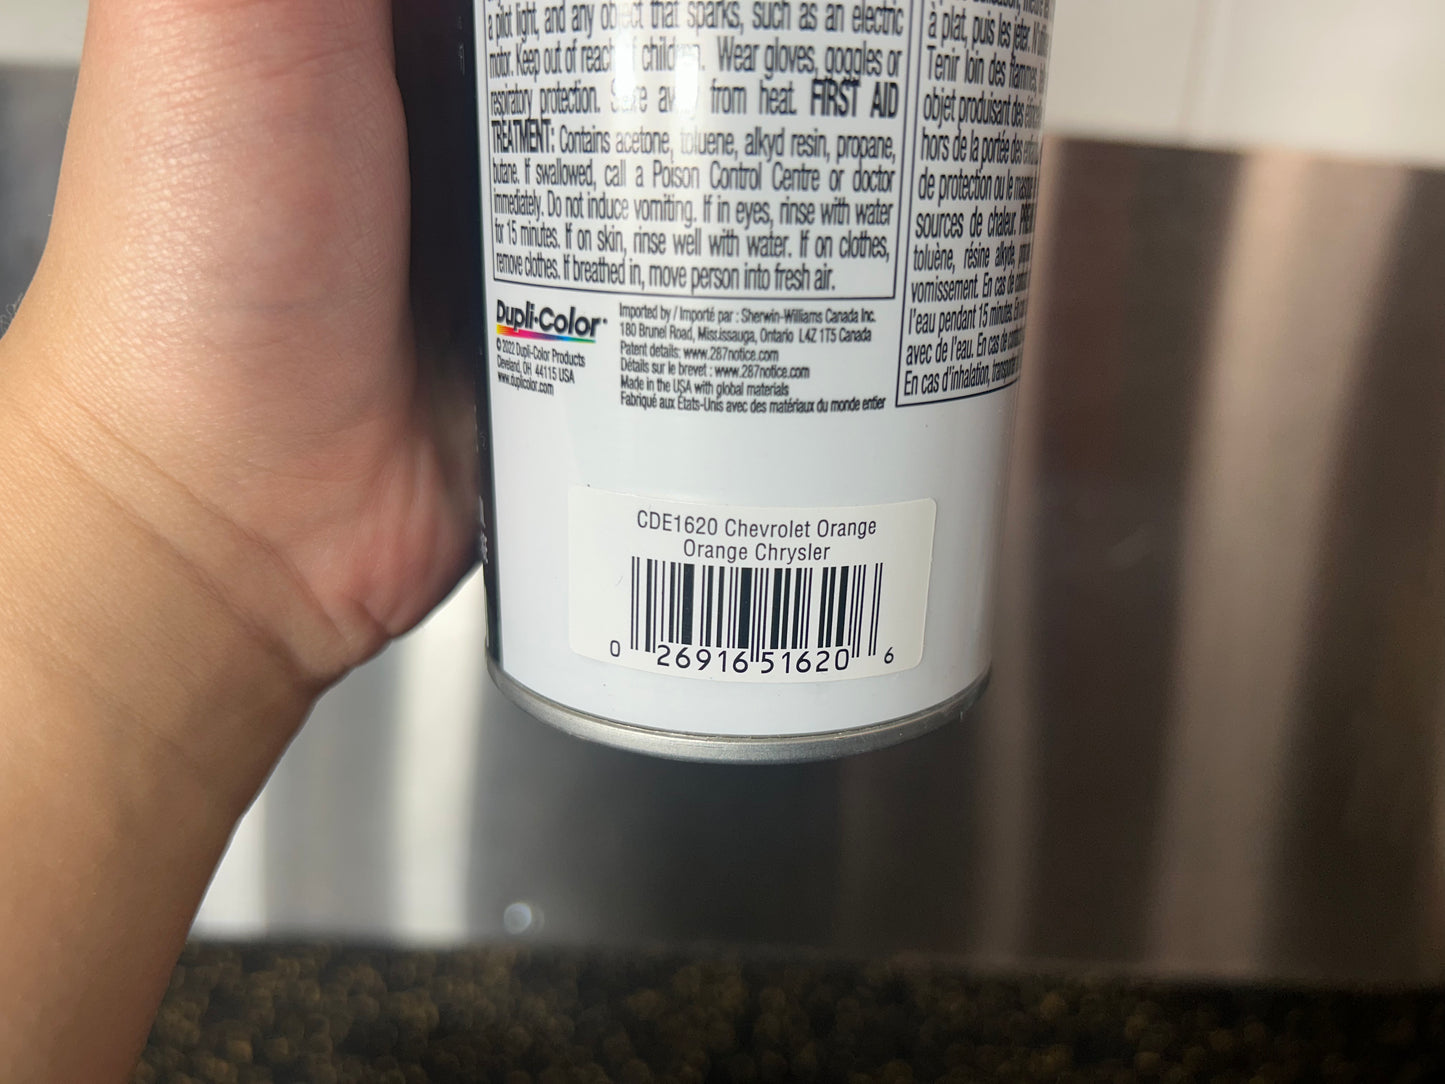 a pilot light, and any object that sparks, such as an electric
motor. Keep out of reach of children. Wear gloves, goggles or
respiratory protection. Store away from heat. FIRST AID
TREATMENT: Contains acetone, toluene, alkyd resin, propane,
butane. If swallowed, call a Poison Control Centre or doctor
immediately. Do not induce vomiting. If in eyes, rinse with water
for 15 minutes. If on skin, rinse well with water. If on clothes,
remove clothes. If breathed in, move person into fresh air.
à plat, puis les jeter.
Tenir loin des flammes,
objet produisant des
hors de la portée des
de protection ou le
sources de chaleur.
toluène, résine alkyde,
vomissement. En cas de
l'eau pendant 15 minutes. En
avec de l'eau. En cas de
En cas d'inhalation,
Dupli-Color
© 2022 Dupli-Color Products
Cleveland, OH 44115 USA
www.duplicolor.com
Imported by / Importé par : Sherwin-Williams Canada Inc.
180 Brunel Road, Mississauga, Ontario L4Z 1T5 Canada
Patent details: www.287notice.com
Détails sur le brevet : www.287notice.com
Made in the USA with global materials
Fabriqué aux États-Unis avec des matériaux du monde entier
CDE1620 Chevrolet Orange
Orange Chrysler
0 26916 51620 6